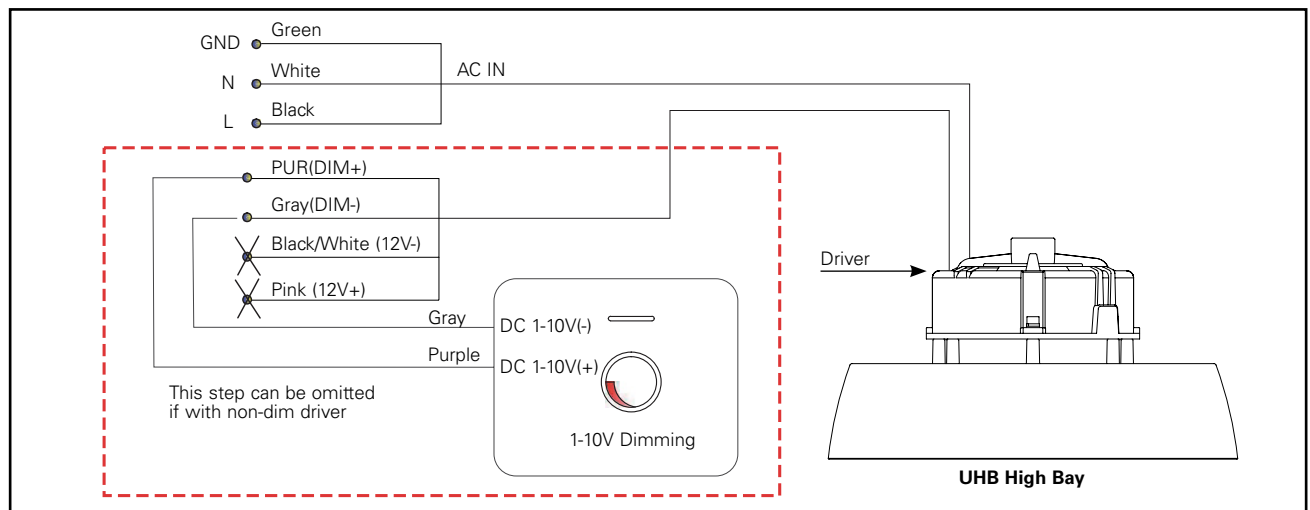 GND Green
N White AC IN
L Black
PUR(DIM+)
Gray(DIM-)
Black/White (12V-)
Pink (12V+)
Driver
Gray DC 1-10V(-)
Purple DC 1-10V(+)
This step can be omitted
if with non-dim driver
1-10V Dimming
UHB High Bay